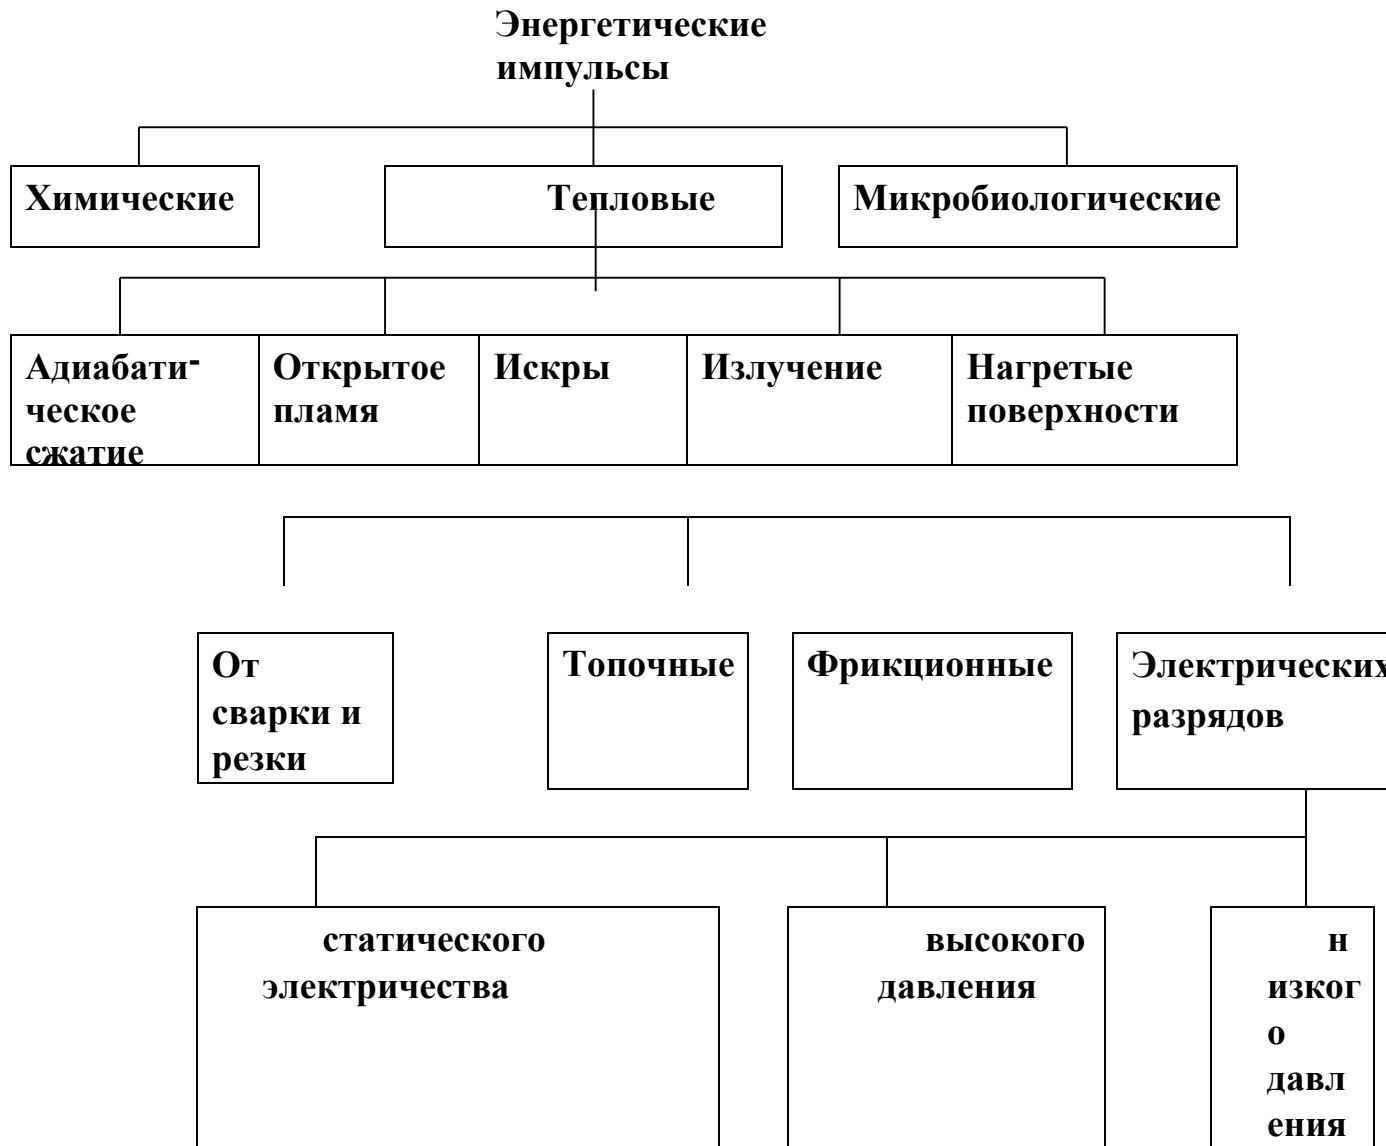 Энергетические
импульсы
Химические
Тепловые
Микробиологические
Адиабати-
ческое
сжатие
Открытое
пламя
Искры
Излучение
Нагретые
поверхности
От
сварки и
резки
Топочные
Фрикционные
Электрических
разрядов
статического
электричества
высокого
давления
н
изког
о
давл
ения